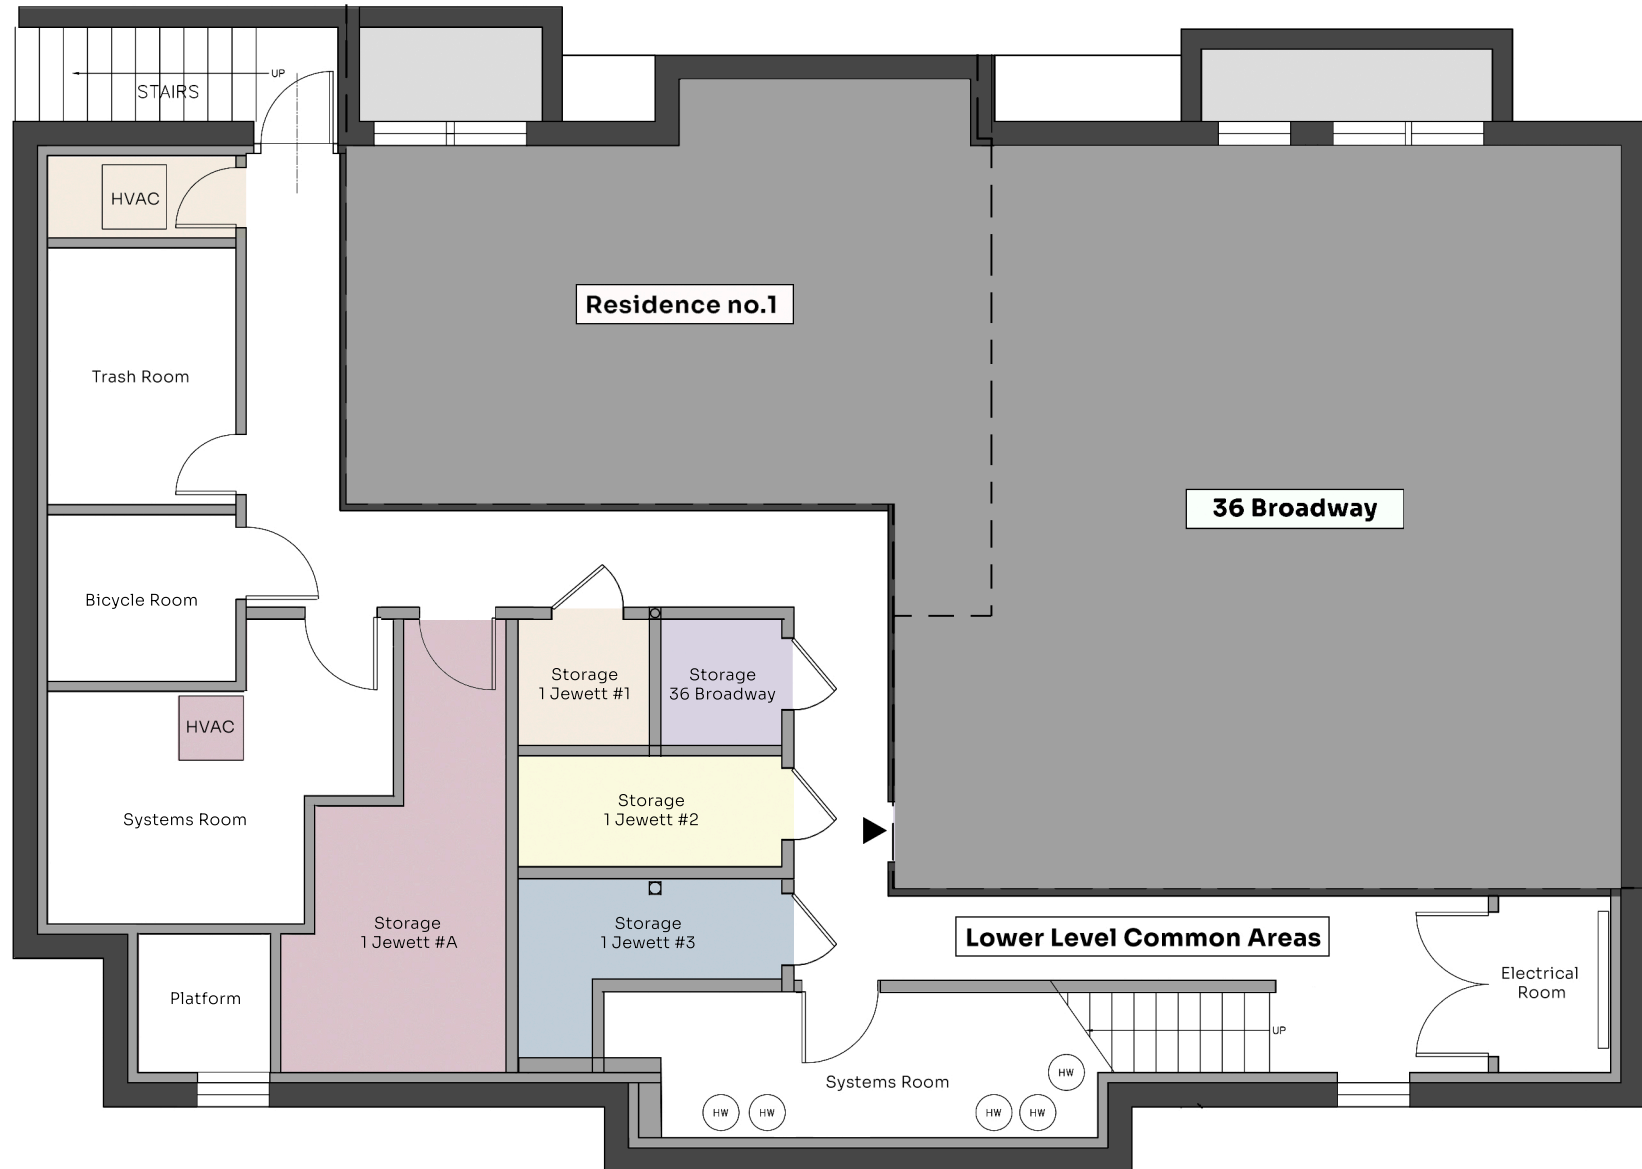 UP
STAIRS
HVAC
Residence no.1
Trash Room
36 Broadway
Bicycle Room
Storage
1 Jewett #1
Storage
36 Broadway
HVAC
Storage
1 Jewett #2
Systems Room
Storage
1 Jewett #A
Storage
1 Jewett #3
Lower Level Common Areas
Electrical
Room
Platform
UP
Systems Room
HW
HW
HW
HW
HW